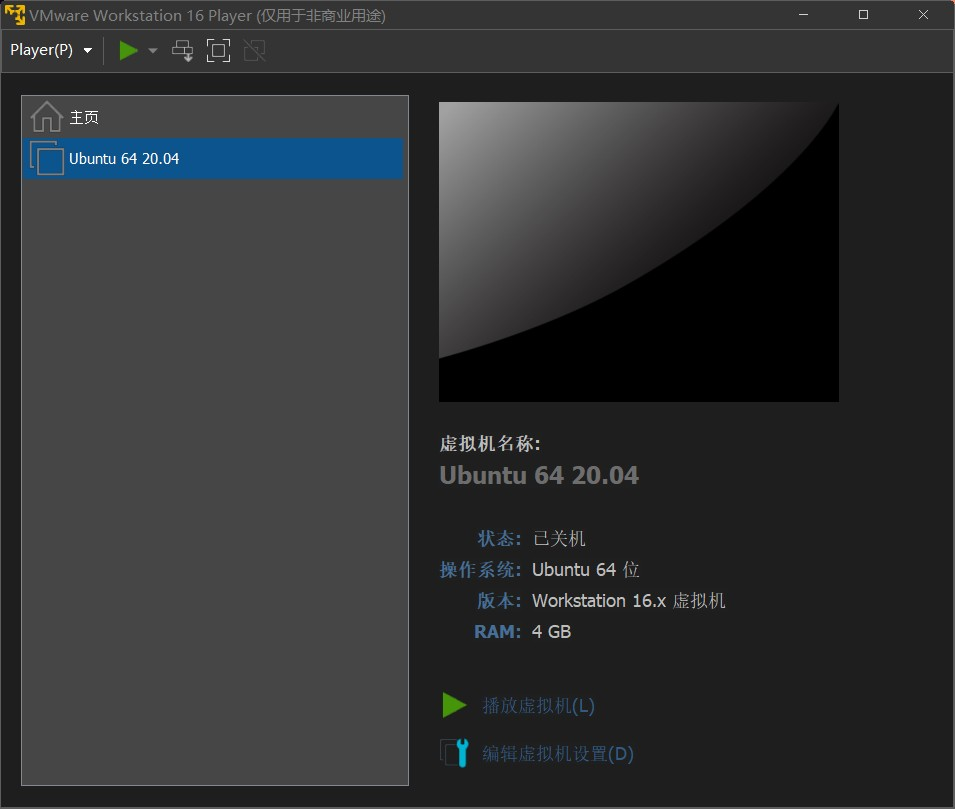 VMware Workstation 16 Player (仅用于非商业用途)
Player(P)
主页
Ubuntu 64 20.04
虚拟机名称:
Ubuntu 64 20.04
状态: 已关机
操作系统: Ubuntu 64 位
版本: Workstation 16.x 虚拟机
RAM: 4 GB
播放虚拟机(L)
编辑虚拟机设置(D)